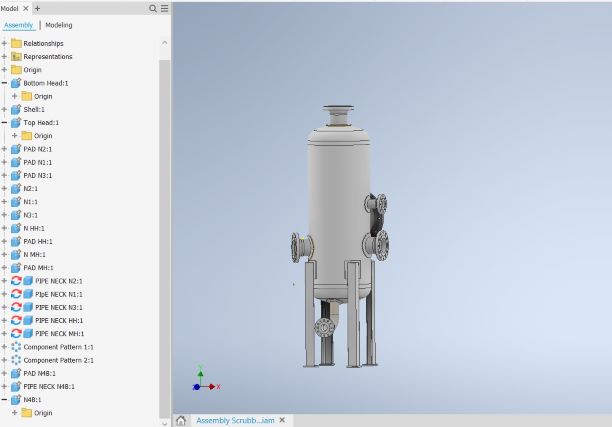 Model × +
Assembly Modeling
Relationships
Representations
Origin
Bottom Head:1
Origin
Shell:1
Top Head:1
Origin
PAD N2:1
PAD N1:1
PAD N3:1
N2:1
N1:1
N3:1
N HH:1
PAD HH:1
N MH:1
PAD MH:1
PIPE NECK N2:1
PIpE NECK N1:1
PIPE NECK N3:1
PIPE NECK HH:1
PIPE NECK MH:1
Component Pattern 1:1
Component Pattern 2:1
PAD N4B:1
PIPE NECK N4B:1
N4B:1
Origin
Y
Z X
Assembly Scrubb...iam ×